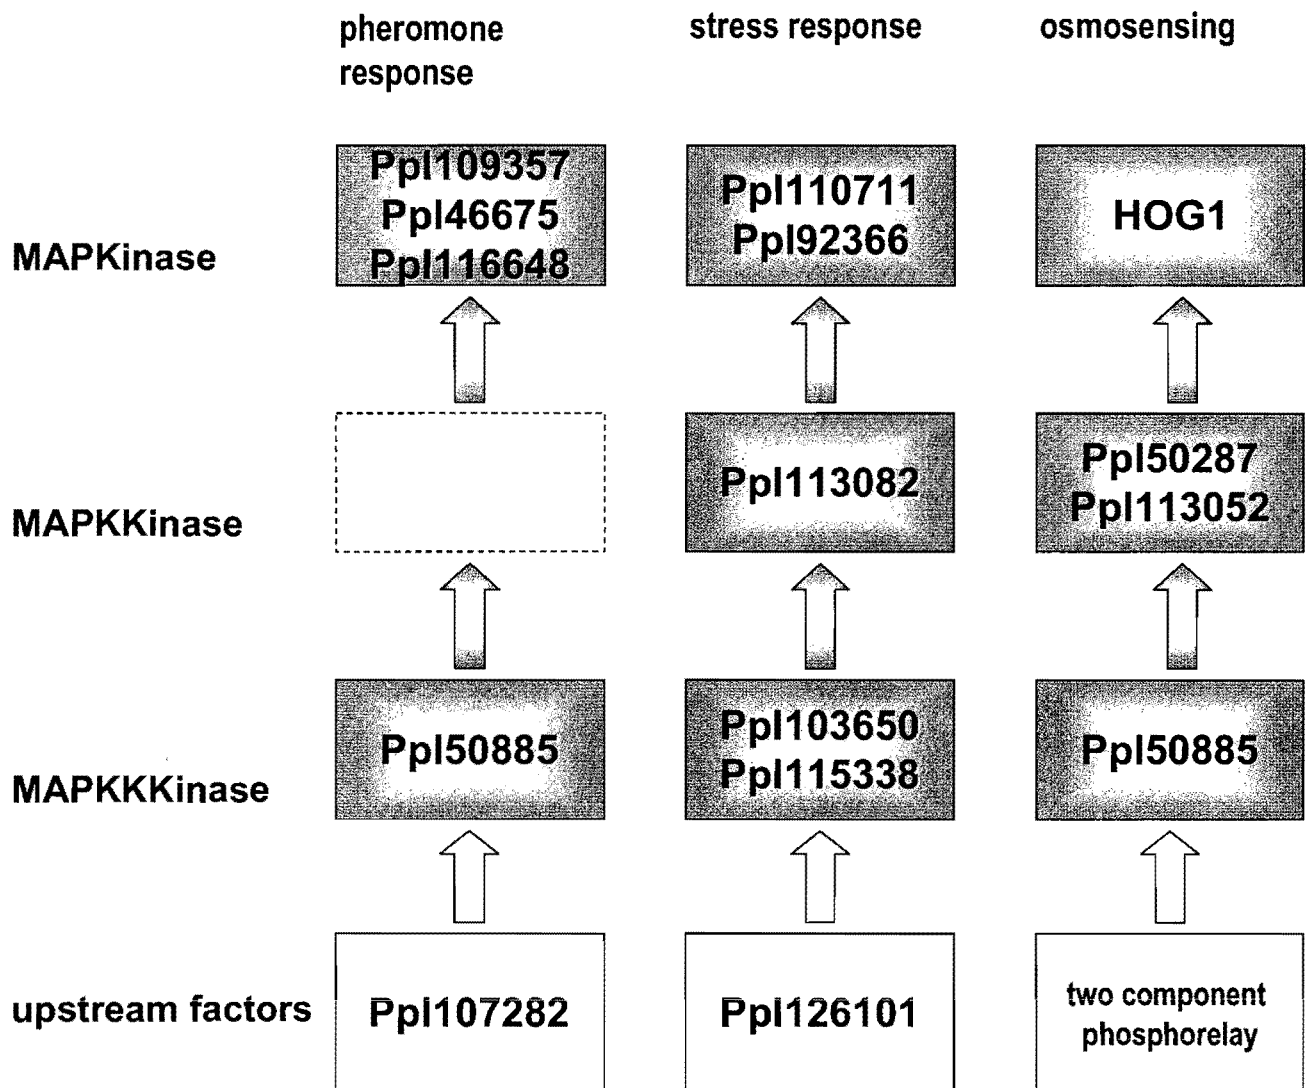 pheromone
response
stress response
osmosensing
MAPKinase
Ppl109357
Ppl46675
Ppl116648
Ppl110711
Ppl92366
HOG1
MAPKKinase
Ppl113082
Ppl50287
Ppl113052
MAPKKKinase
Ppl50885
Ppl103650
Ppl115338
Ppl50885
upstream factors
Ppl107282
Ppl126101
two component
phosphorelay